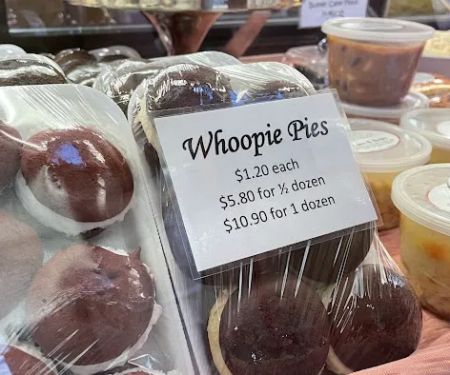 Whoopie Pies
$1.20 each
$5.80 for ½ dozen
$10.90 for 1 dozen